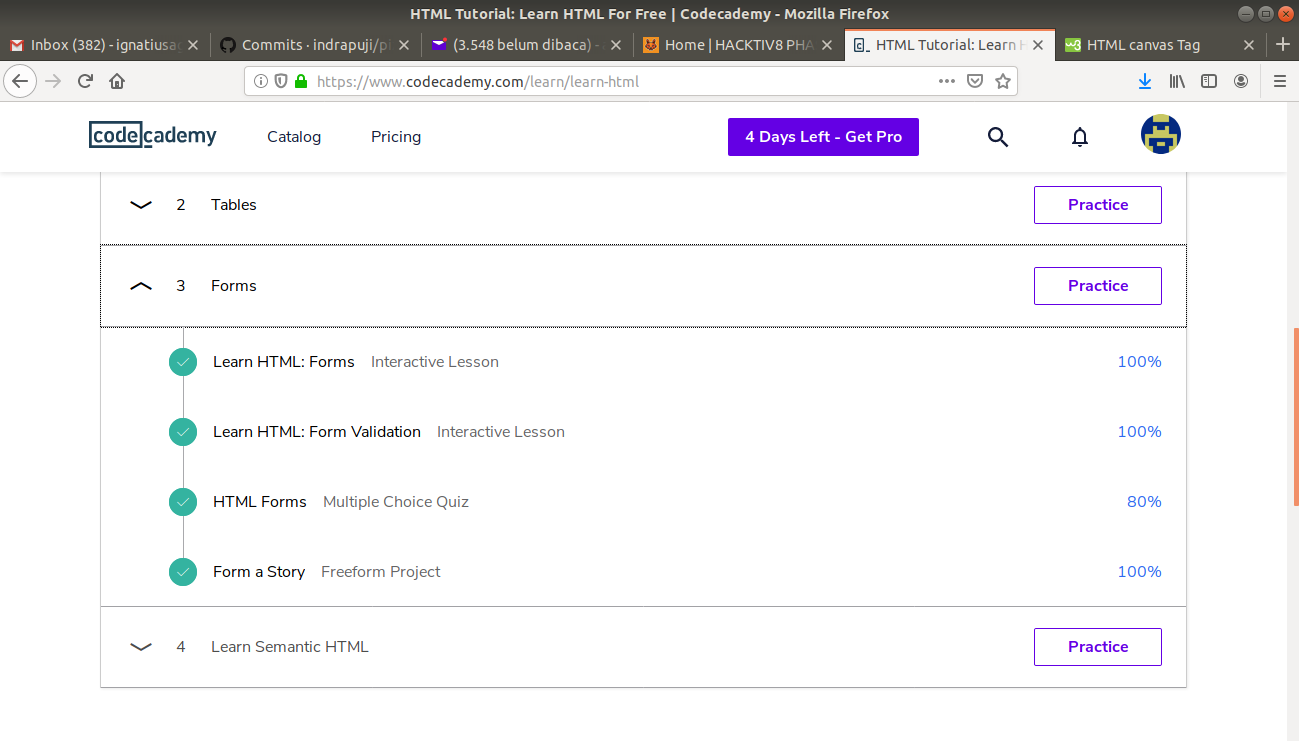 HTML Tutorial: Learn HTML For Free | Codecademy - Mozilla Firefox
Inbox (382) - ignatiusa
Commits · indrapuji/pi
(3.548 belum dibaca) -
Home | HACKTIV8 PHA
HTML Tutorial: Learn H
HTML canvas Tag
https://www.codecademy.com/learn/learn-html
codecademy
Catalog
Pricing
4 Days Left - Get Pro
2 Tables Practice
3 Forms Practice
Learn HTML: Forms Interactive Lesson 100%
Learn HTML: Form Validation Interactive Lesson 100%
HTML Forms Multiple Choice Quiz 80%
Form a Story Freeform Project 100%
4 Learn Semantic HTML Practice